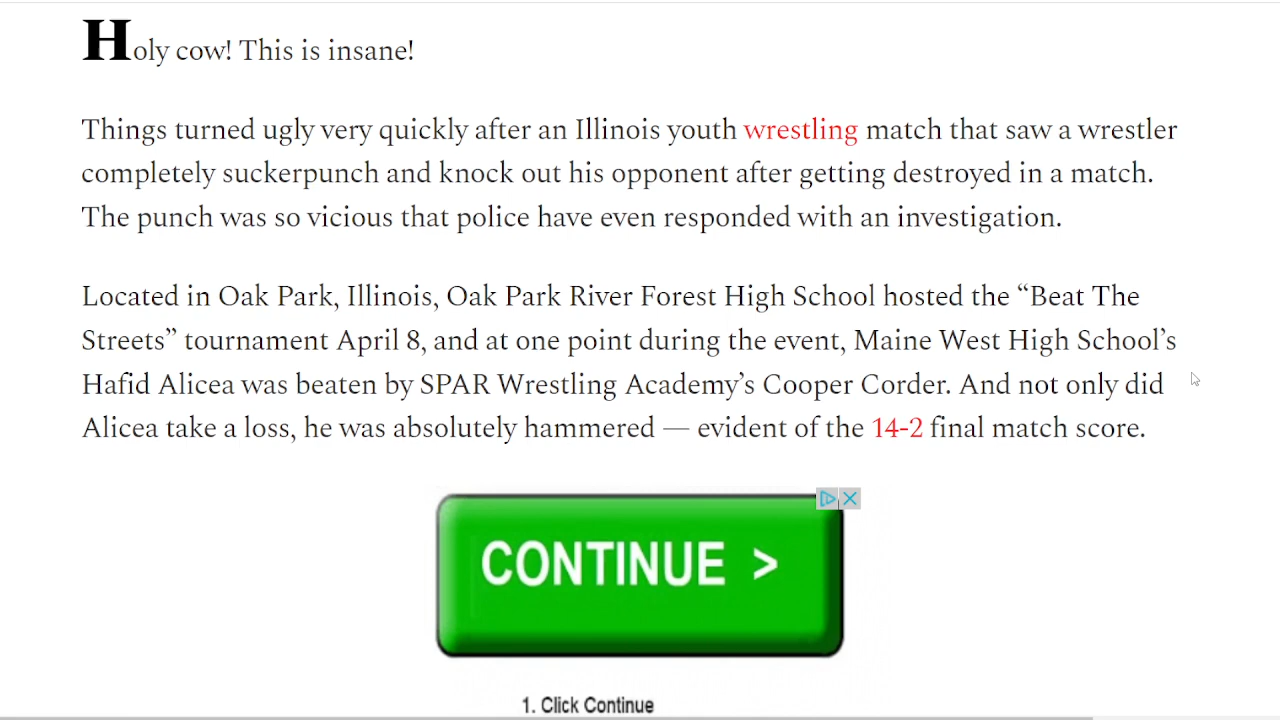 Holy cow! This is insane!
Things turned ugly very quickly after an Illinois youth wrestling match that saw a wrestler
completely suckerpunch and knock out his opponent after getting destroyed in a match.
The punch was so vicious that police have even responded with an investigation.
Located in Oak Park, Illinois, Oak Park River Forest High School hosted the “Beat The
Streets” tournament April 8, and at one point during the event, Maine West High School’s
Hafid Alicea was beaten by SPAR Wrestling Academy’s Cooper Corder. And not only did
Alicea take a loss, he was absolutely hammered — evident of the 14-2 final match score.
CONTINUE >
1. Click Continue